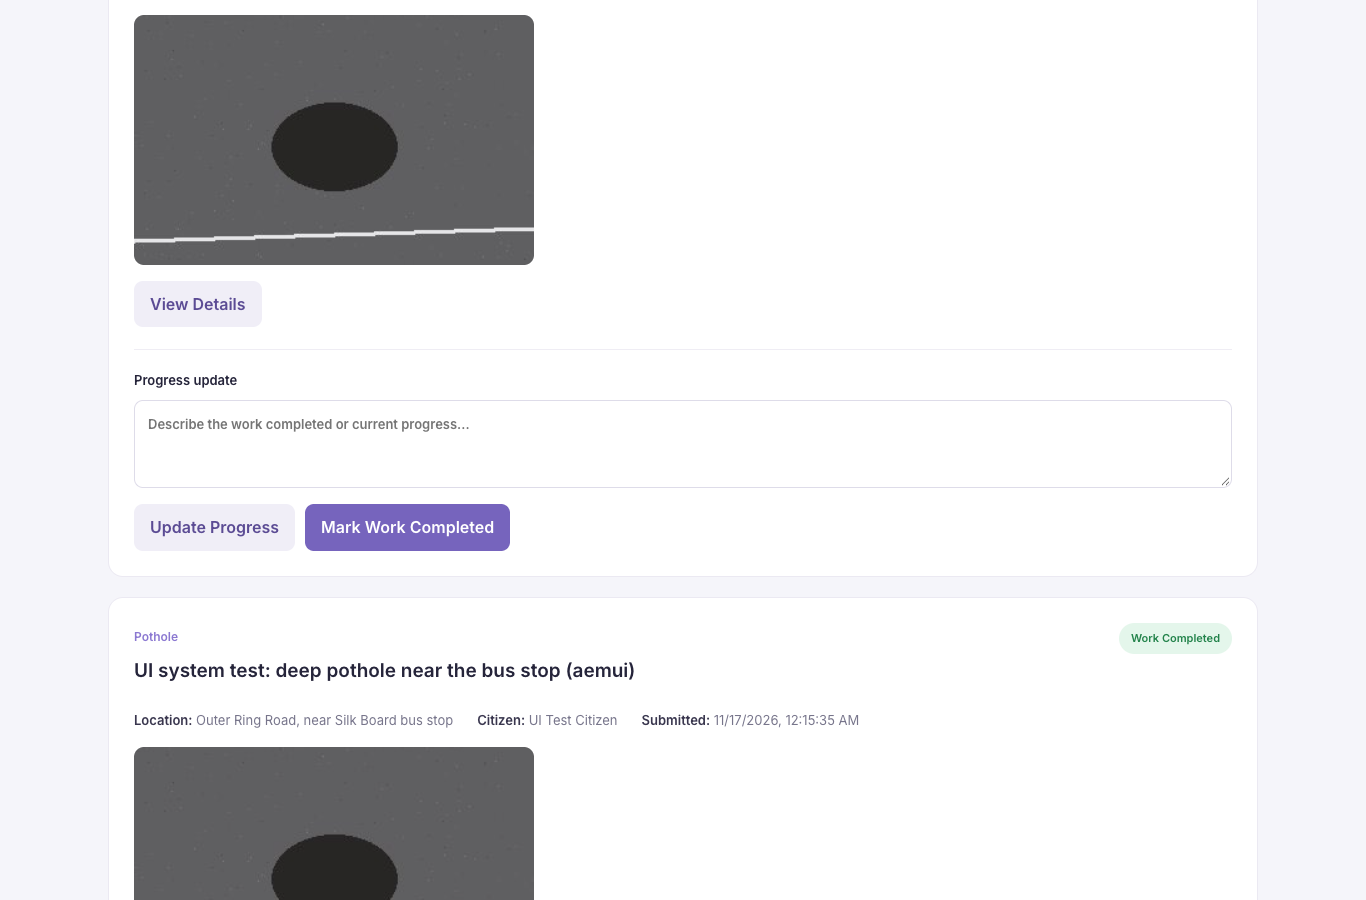 View Details
Progress update
Describe the work completed or current progress...
Update Progress
Mark Work Completed
Pothole
Work Completed
UI system test: deep pothole near the bus stop (aemui)
Location: Outer Ring Road, near Silk Board bus stop Citizen: UI Test Citizen Submitted: 11/17/2026, 12:15:35 AM